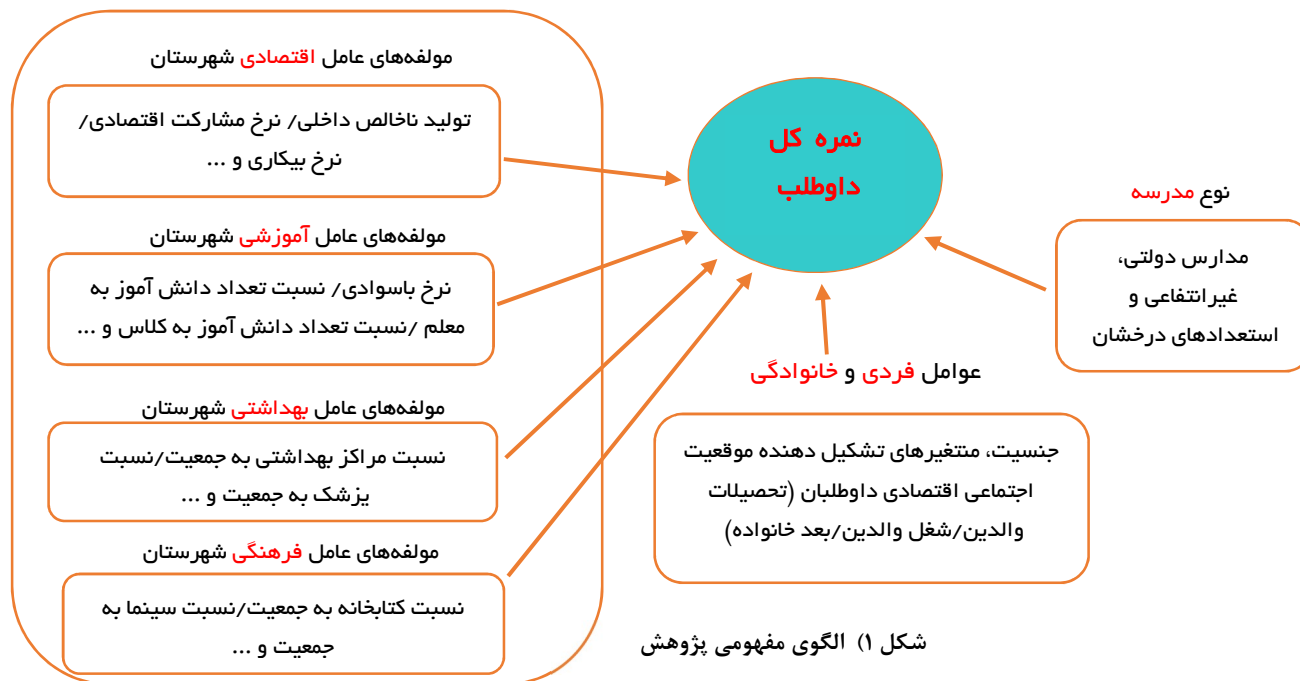 مولفه‌های عامل اقتصادی شهرستان
تولید ناخالص داخلی/ نرخ مشارکت اقتصادی/
نرخ بیکاری و ...
مولفه‌های عامل آموزشی شهرستان
نرخ باسوادی/ نسبت تعداد دانش آموز به
معلم /نسبت تعداد دانش آموز به کلاس و ...
مولفه‌های عامل بهداشتی شهرستان
نسبت مراکز بهداشتی به جمعیت/نسبت
پزشک به جمعیت و ...
مولفه‌های عامل فرهنگی شهرستان
نسبت کتابخانه به جمعیت/نسبت سینما به
جمعیت و ...
نمره کل
داوطلب
نوع مدرسه
مدارس دولتی،
غیرانتفاعی و
استعدادهای درخشان
عوامل فردی و خانوادگی
جنسیت، منتغیرهای تشکیل دهنده موقعیت
اجتماعی اقتصادی داوطلبان (تحصیلات
والدین/شغل والدین/بعد خانواده)
شکل ۱) الگوی مفهومی پژوهش